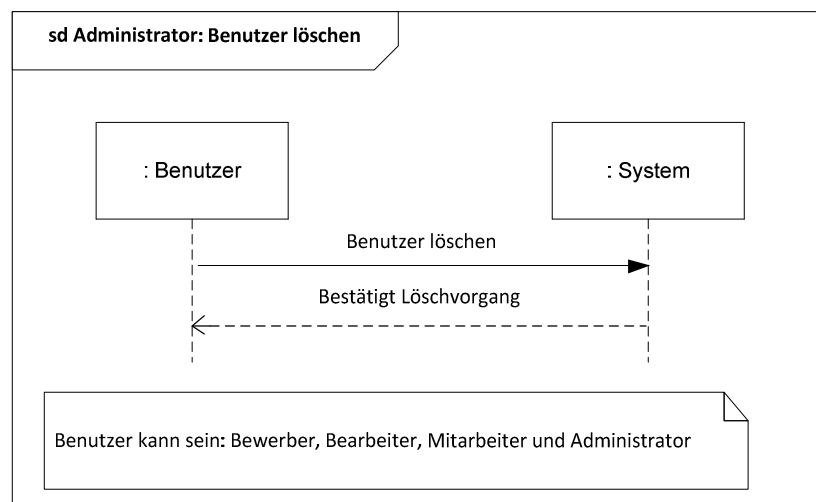 sd Administrator: Benutzer löschen
: Benutzer
: System
Benutzer löschen
Bestätigt Löschvorgang
Benutzer kann sein: Bewerber, Bearbeiter, Mitarbeiter und Administrator